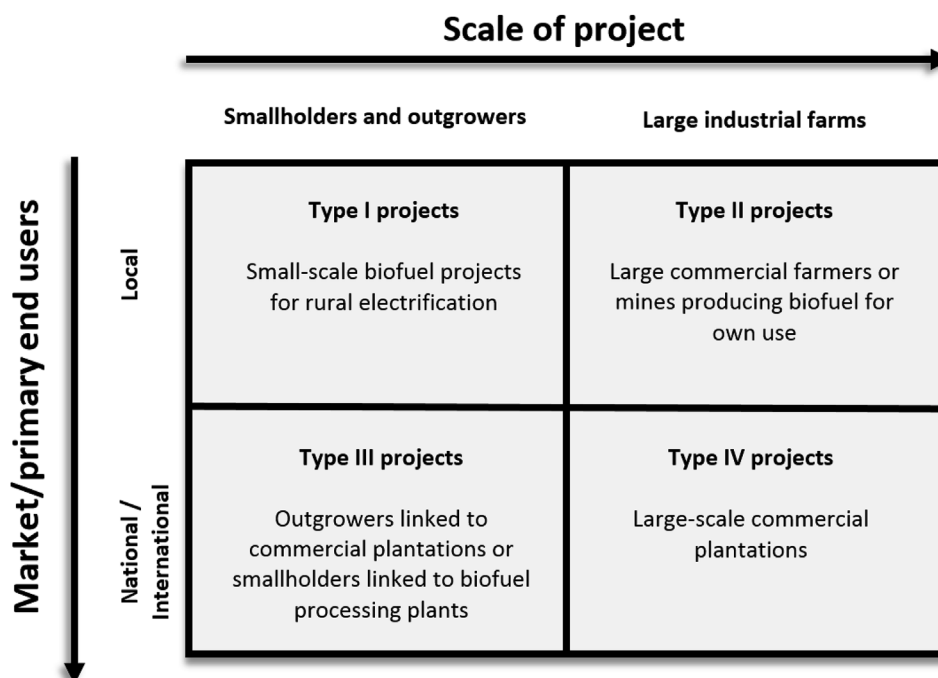 Scale of project
Smallholders and outgrowers
Large industrial farms
Market/primary end users
Local
Type I projects
Small-scale biofuel projects
for rural electrification
Type II projects
Large commercial farmers or
mines producing biofuel for
own use
National /
International
Type III projects
Outgrowers linked to
commercial plantations or
smallholders linked to biofuel
processing plants
Type IV projects
Large-scale commercial
plantations